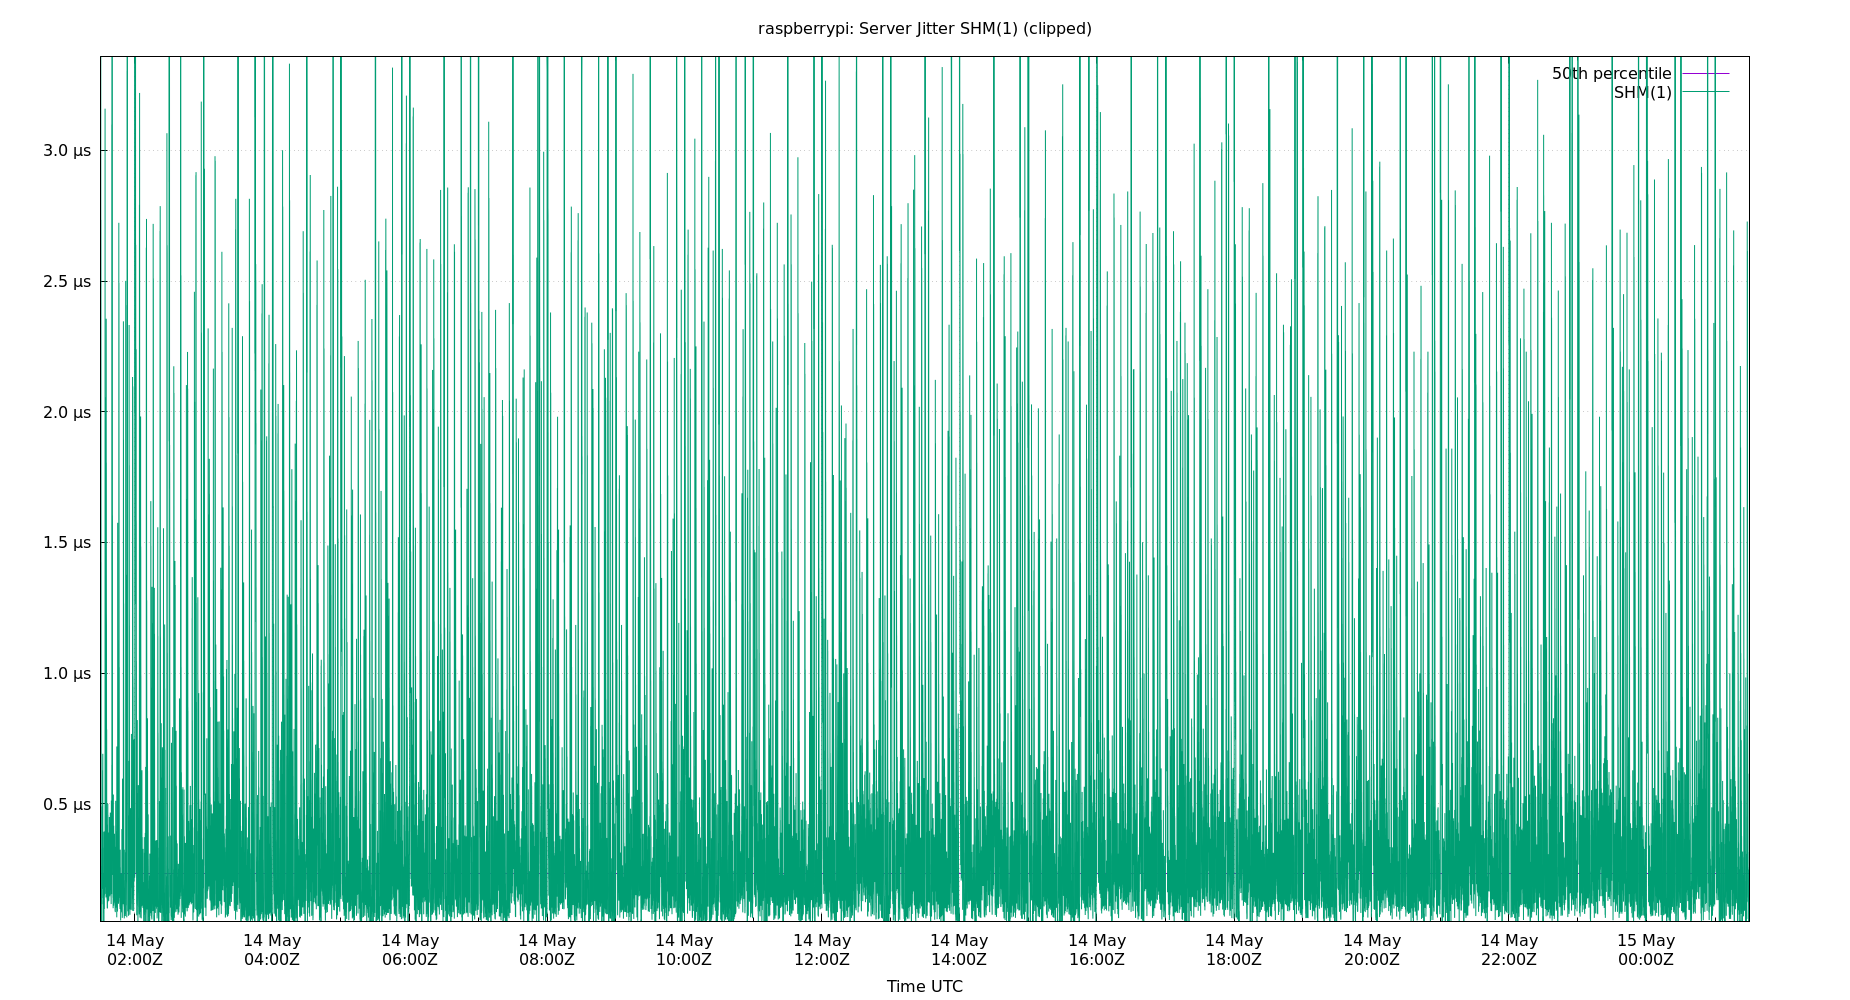 raspberrypi: Server Jitter SHM(1) (clipped)
50th percentile
SHM(1)
3.0 µs
2.5 µs
2.0 µs
1.5 µs
1.0 µs
0.5 µs
14 May 14 May 14 May 14 May 14 May 14 May 14 May 14 May 14 May 14 May 14 May 15 May
02:00Z 04:00Z 06:00Z 08:00Z 10:00Z 12:00Z 14:00Z 16:00Z 18:00Z 20:00Z 22:00Z 00:00Z
Time UTC